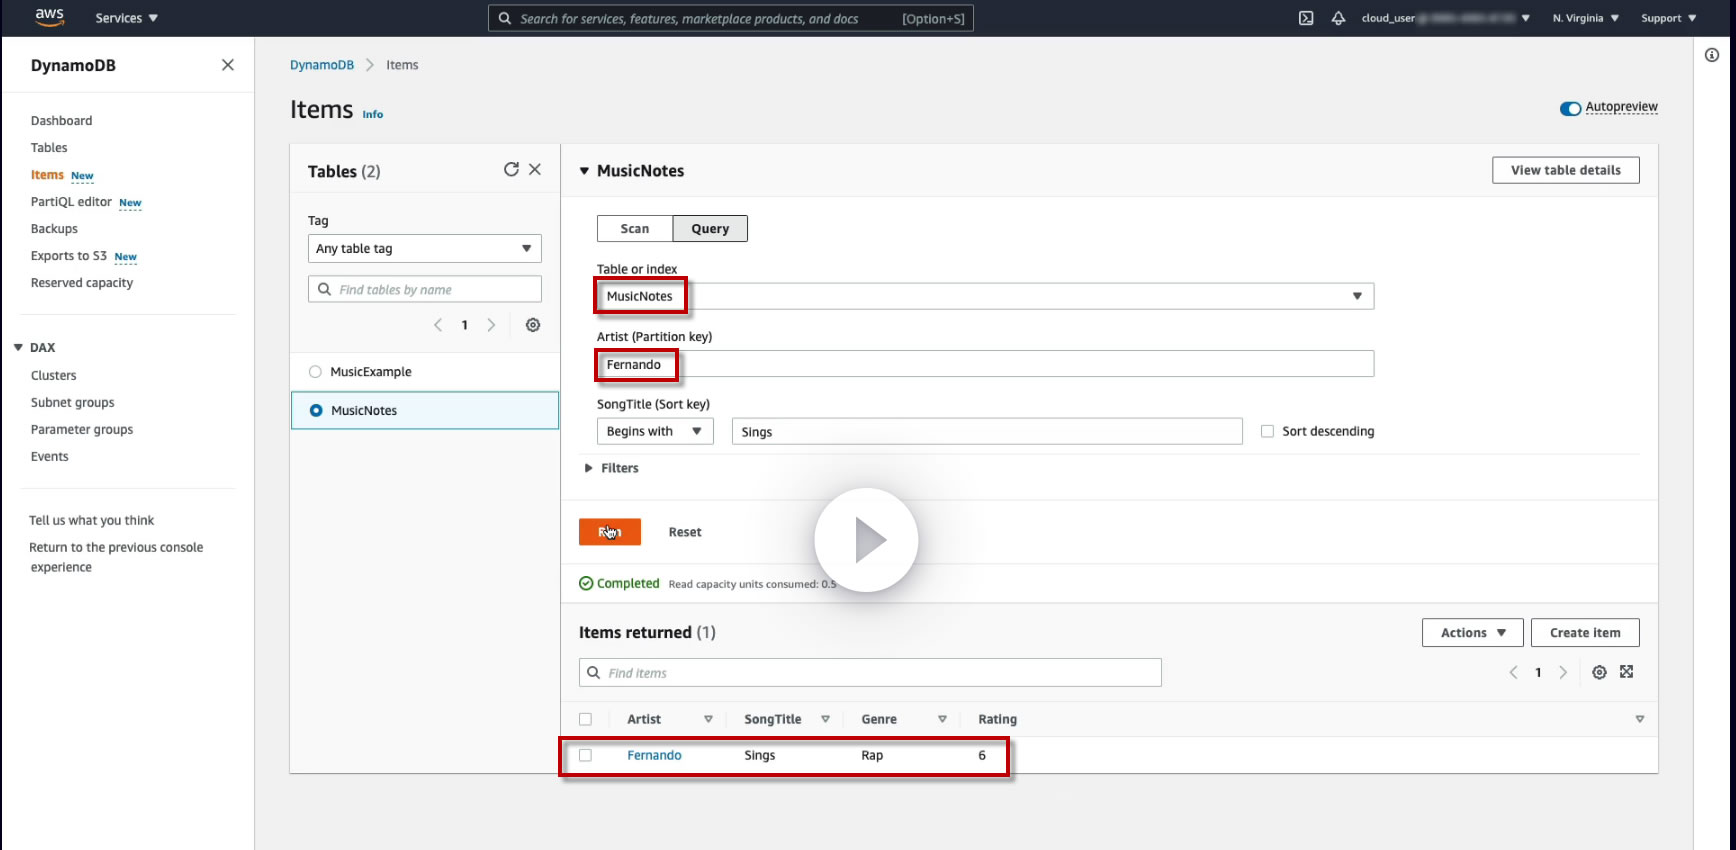 aws Services Search for services, features, marketplace products, and docs [Option+S] cloud_user N. Virginia Support
DynamoDB
Dashboard
Tables
Items New
PartiQL editor New
Backups
Exports to S3 New
Reserved capacity
DAX
Clusters
Subnet groups
Parameter groups
Events
Tell us what you think
Return to the previous console
experience
DynamoDB Items
Items Info
Autopreview
Tables (2)
Tag
Any table tag
Find tables by name
1
MusicExample
MusicNotes
MusicNotes
View table details
Scan Query
Table or index
MusicNotes
Artist (Partition key)
Fernando
SongTitle (Sort key)
Begins with Sings Sort descending
Filters
Reset
Completed Read capacity units consumed: 0.5
Items returned (1)
Actions Create item
Find items
1
Artist SongTitle Genre Rating
Fernando Sings Rap 6